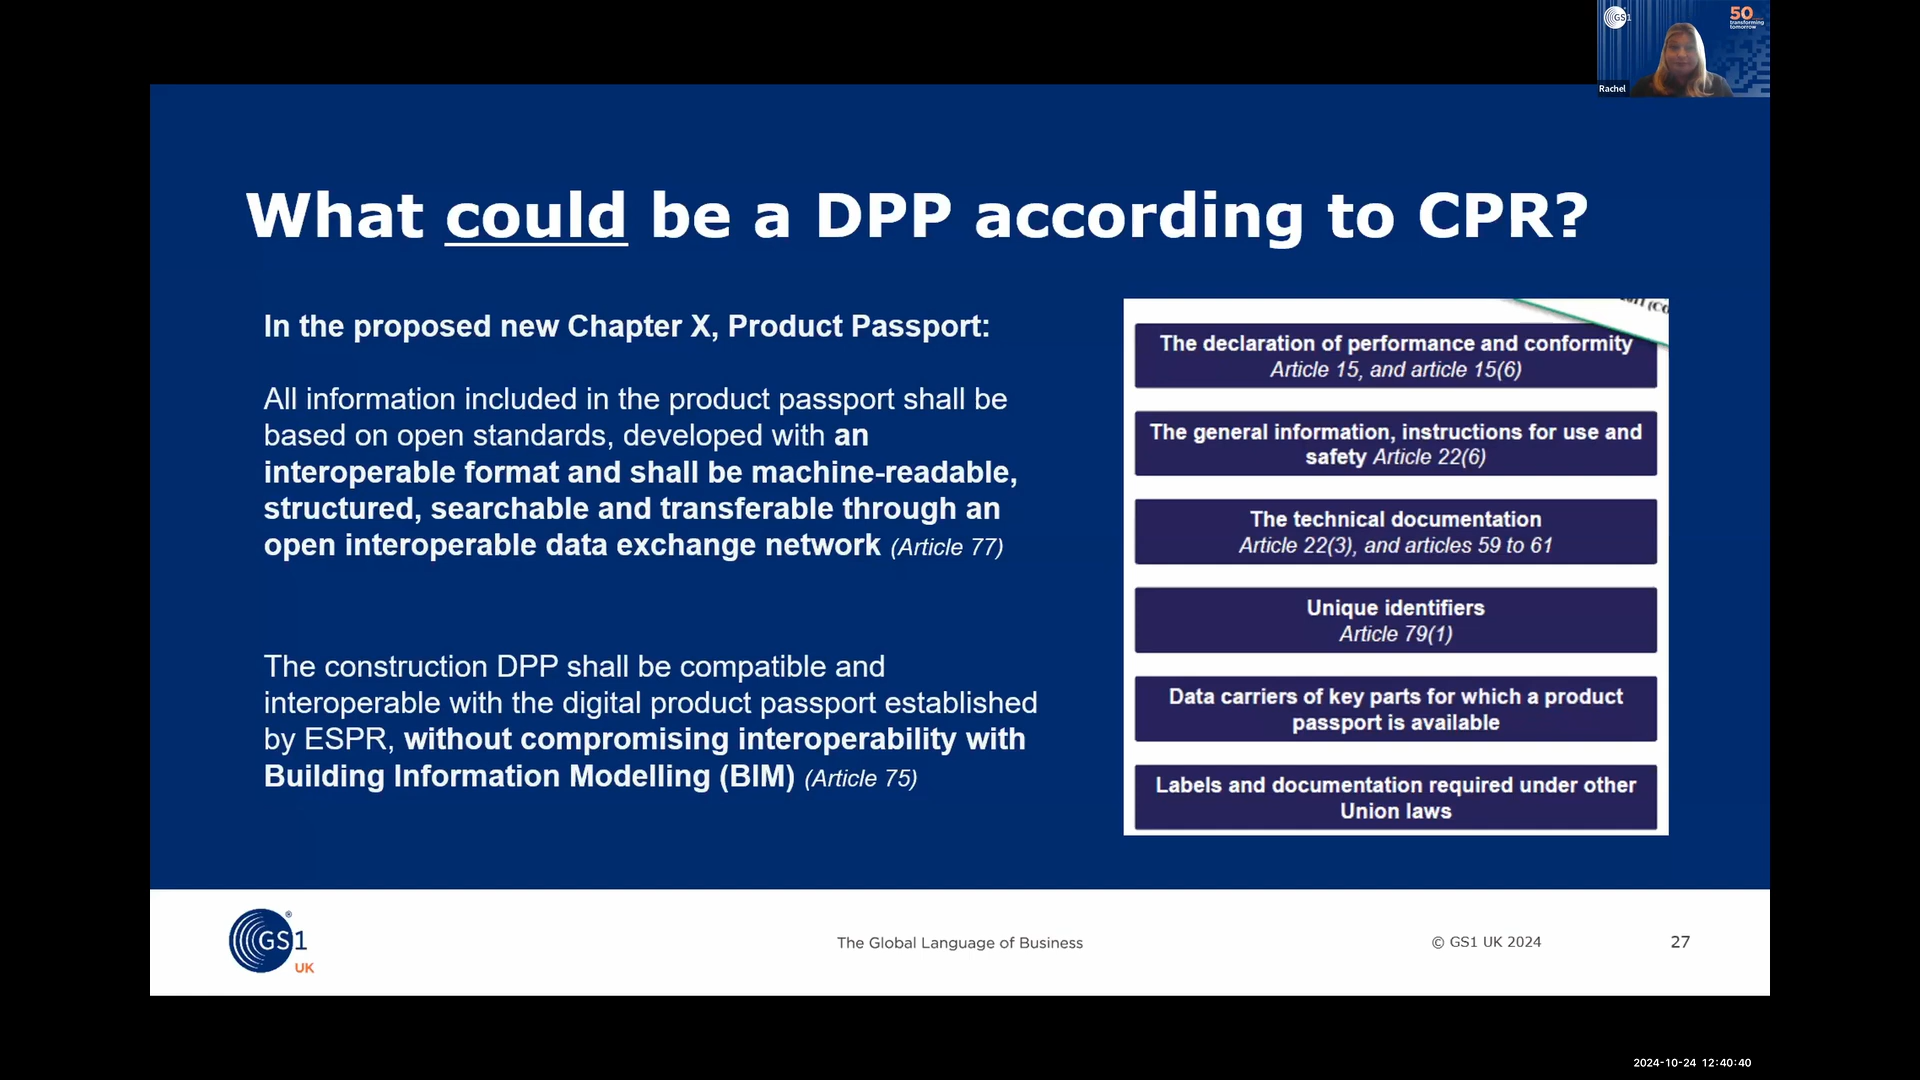 GS1
50
transforming
tomorrow
Rachel
What could be a DPP according to CPR?
In the proposed new Chapter X, Product Passport:
All information included in the product passport shall be
based on open standards, developed with an
interoperable format and shall be machine-readable,
structured, searchable and transferable through an
open interoperable data exchange network (Article 77)
The construction DPP shall be compatible and
interoperable with the digital product passport established
by ESPR, without compromising interoperability with
Building Information Modelling (BIM) (Article 75)
The declaration of performance and conformity
Article 15, and article 15(6)
The general information, instructions for use and
safety Article 22(6)
The technical documentation
Article 22(3), and articles 59 to 61
Unique identifiers
Article 79(1)
Data carriers of key parts for which a product
passport is available
Labels and documentation required under other
Union laws
GS1 ®
UK
The Global Language of Business
© GS1 UK 2024
27
2024-10-24 12:40:40